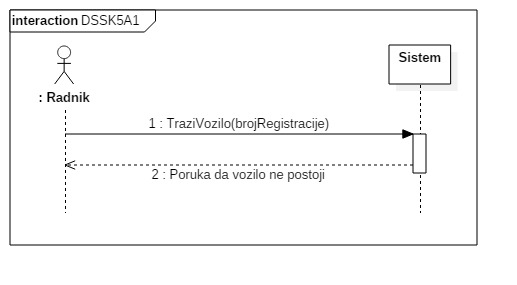 interaction DSSK5A1
: Radnik
Sistem
1 : TraziVozilo(brojRegistracije)
2 : Poruka da vozilo ne postoji